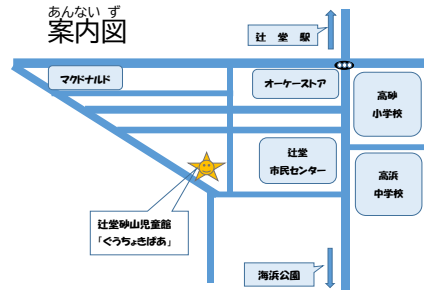 あんない ず
案内図
辻 堂 駅
マクドナルド
オーケーストア
高砂
小学校
辻堂
市民センター
高浜
中学校
辻堂砂山児童館
「ぐうちょきぱあ」
海浜公園